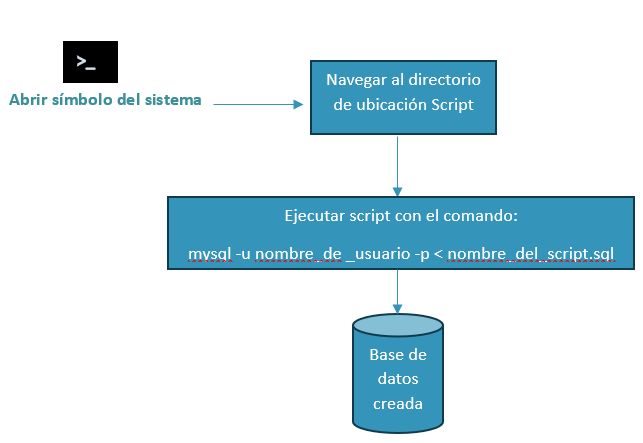 >_
Abrir símbolo del sistema
Navegar al directorio
de ubicación Script
Ejecutar script con el comando:
mysql -u nombre_de _usuario -p < nombre_del_script.sql
Base de
datos
creada